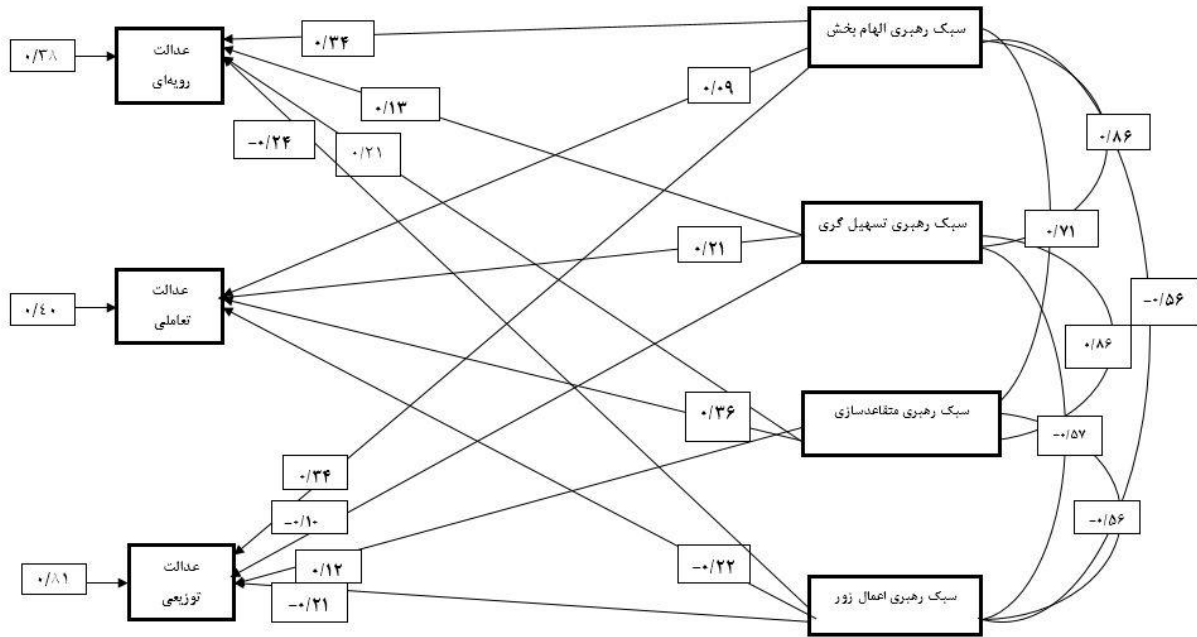 سبک رهبری الهام بخش
۰/۳۴
عدالت
رویه‌ای
۰/۳۸
۰/۰۹
۰/۱۳
۰/۸۶
-۰/۲۴
۰/۲۱
سبک رهبری تسهیل گری
۰/۷۱
۰/۲۱
عدالت
تعاملی
۰/٤۰
-۰/۵۶
۰/۸۶
سبک رهبری متقاعدسازی
۰/۳۶
-۰/۵۷
۰/۳۴
-۰/۱۰
-۰/۵۶
عدالت
توزیعی
۰/۸۱
۰/۱۲
-۰/۲۲
-۰/۲۱
سبک رهبری اعمال زور